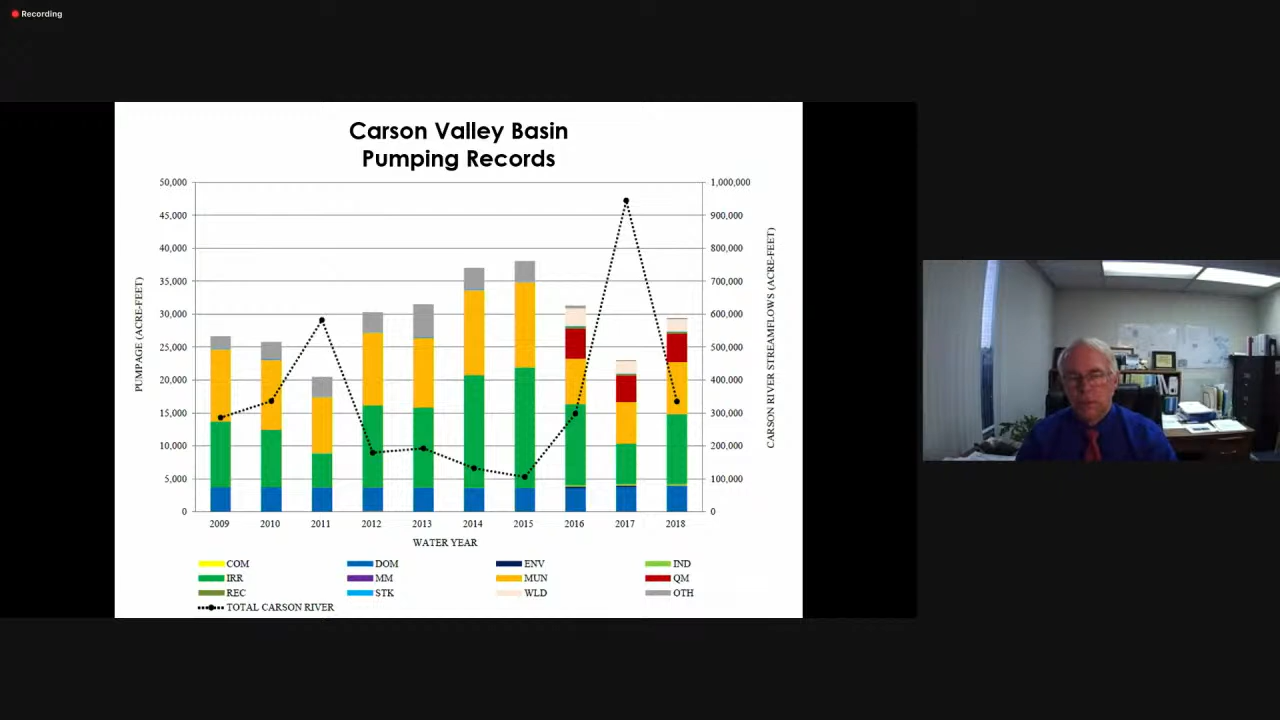 Recording
Carson Valley Basin
Pumping Records
50,000
45,000
40,000
35,000
30,000
25,000
20,000
15,000
10,000
5,000
0
PUMPAGE (ACRE-FEET)
1,000,000
900,000
800,000
700,000
600,000
500,000
400,000
300,000
200,000
100,000
0
CARSON RIVER STREAMFLOWS (ACRE-FEET)
2009 2010 2011 2012 2013 2014 2015 2016 2017 2018
WATER YEAR
COM DOM ENV IND
IRR MM MUN QM
REC STK WLD OTH
TOTAL CARSON RIVER